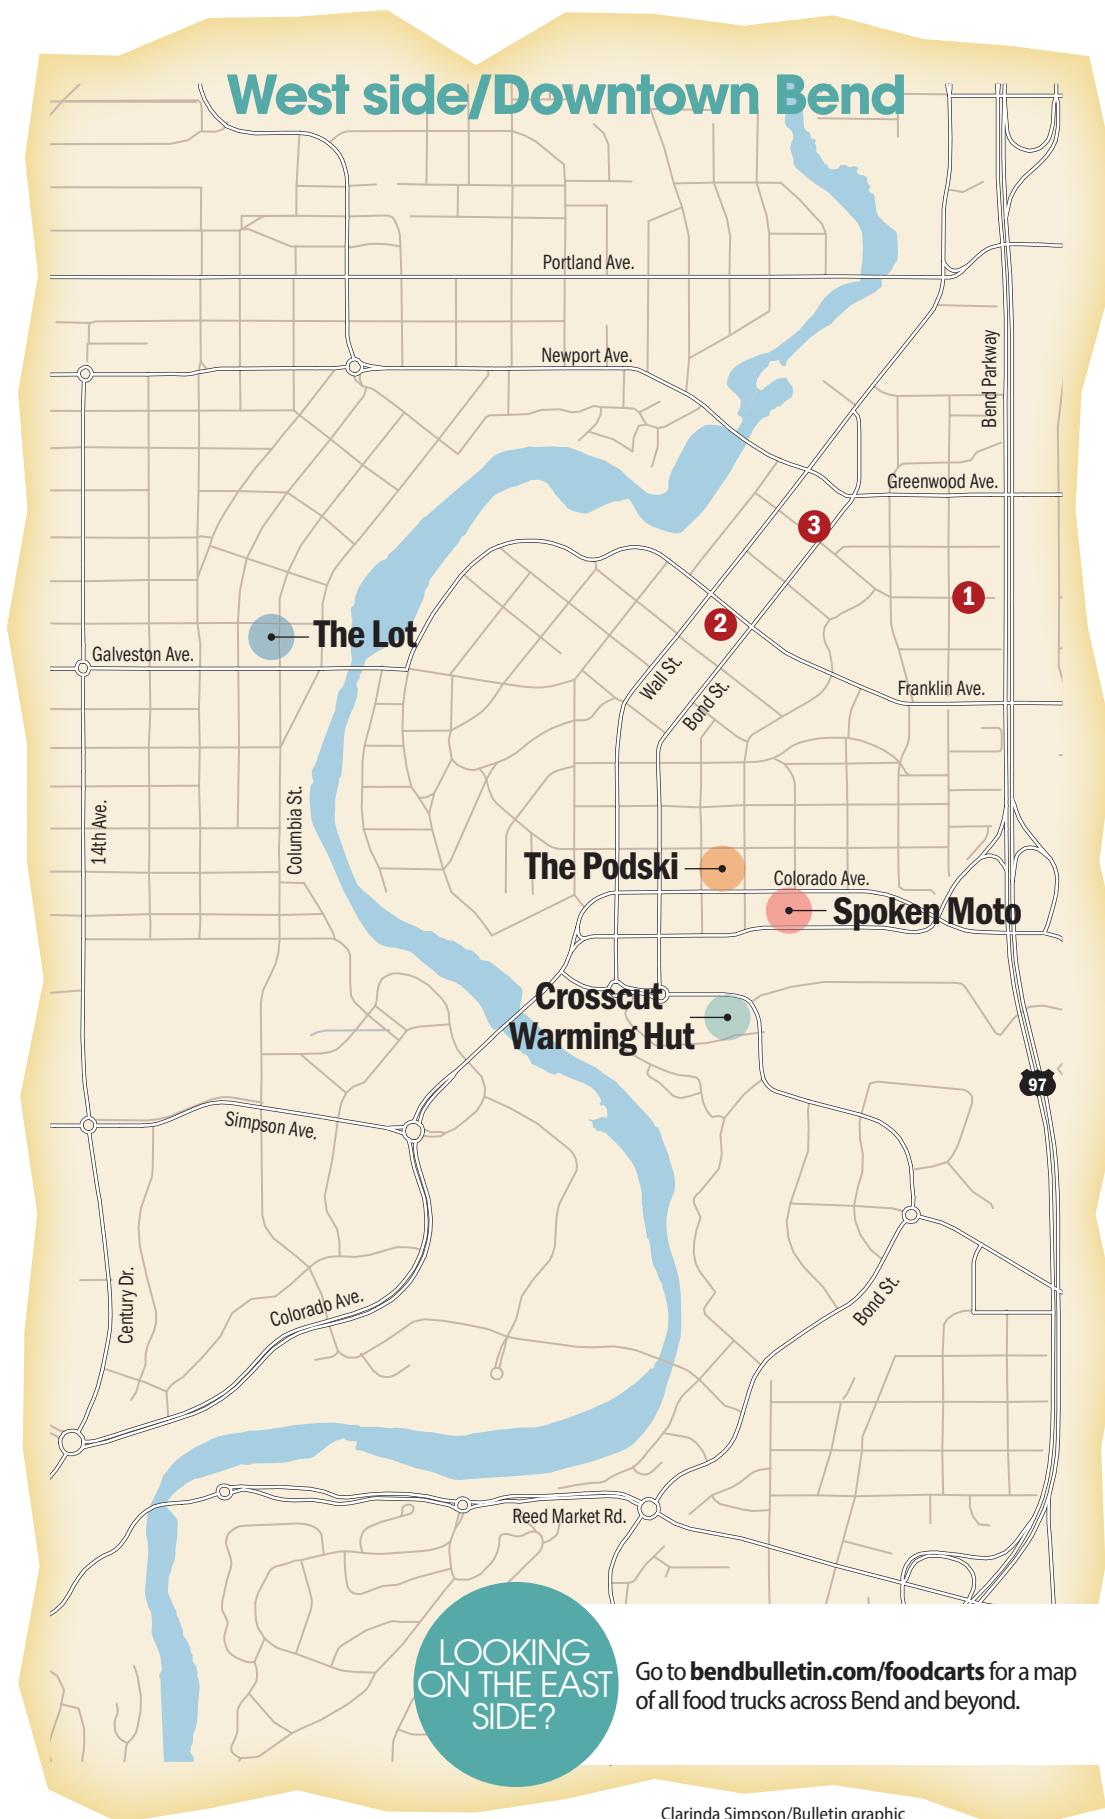 West side/Downtown Bend
Portland Ave.
Newport Ave.
Bend Parkway
Greenwood Ave.
3
1
2
The Lot
Galveston Ave.
Wall St.
Bond St.
Franklin Ave.
14th Ave.
Columbia St.
The Podski
Colorado Ave.
Spoken Moto
Crosscut
Warming Hut
97
Simpson Ave.
Century Dr.
Colorado Ave.
Bond St.
Reed Market Rd.
LOOKING
ON THE EAST
SIDE?
Go to bendbulletin.com/foodcarts for a map
of all food trucks across Bend and beyond.
Clarinda Simpson/Bulletin graphic